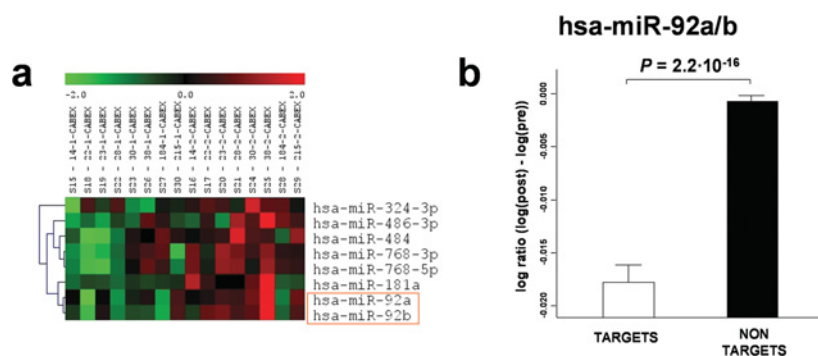 hsa-miR-92a/b
a
b
-2.0 0.0 2.0
S15 - 14-1-CABEX
S18 - 22-1-CABEX
S19 - 23-1-CABEX
S22 - 28-1-CABEX
S23 - 30-1-CABEX
S26 - 38-1-CABEX
S27 - 184-1-CABEX
S30 - 215-1-CABEX
S16 - 14-2-CABEX
S17 - 22-2-CABEX
S20 - 23-2-CABEX
S21 - 28-2-CABEX
S24 - 30-2-CABEX
S25 - 38-2-CABEX
S28 - 184-2-CABEX
S29 - 215-2-CABEX
hsa-miR-324-3p
hsa-miR-486-3p
hsa-miR-484
hsa-miR-768-3p
hsa-miR-768-5p
hsa-miR-181a
hsa-miR-92a
hsa-miR-92b
P = 2.2·10⁻¹⁶
log ratio (log(post) - log(pre))
0.000
-0.005
-0.010
-0.015
-0.020
TARGETS
NON
TARGETS